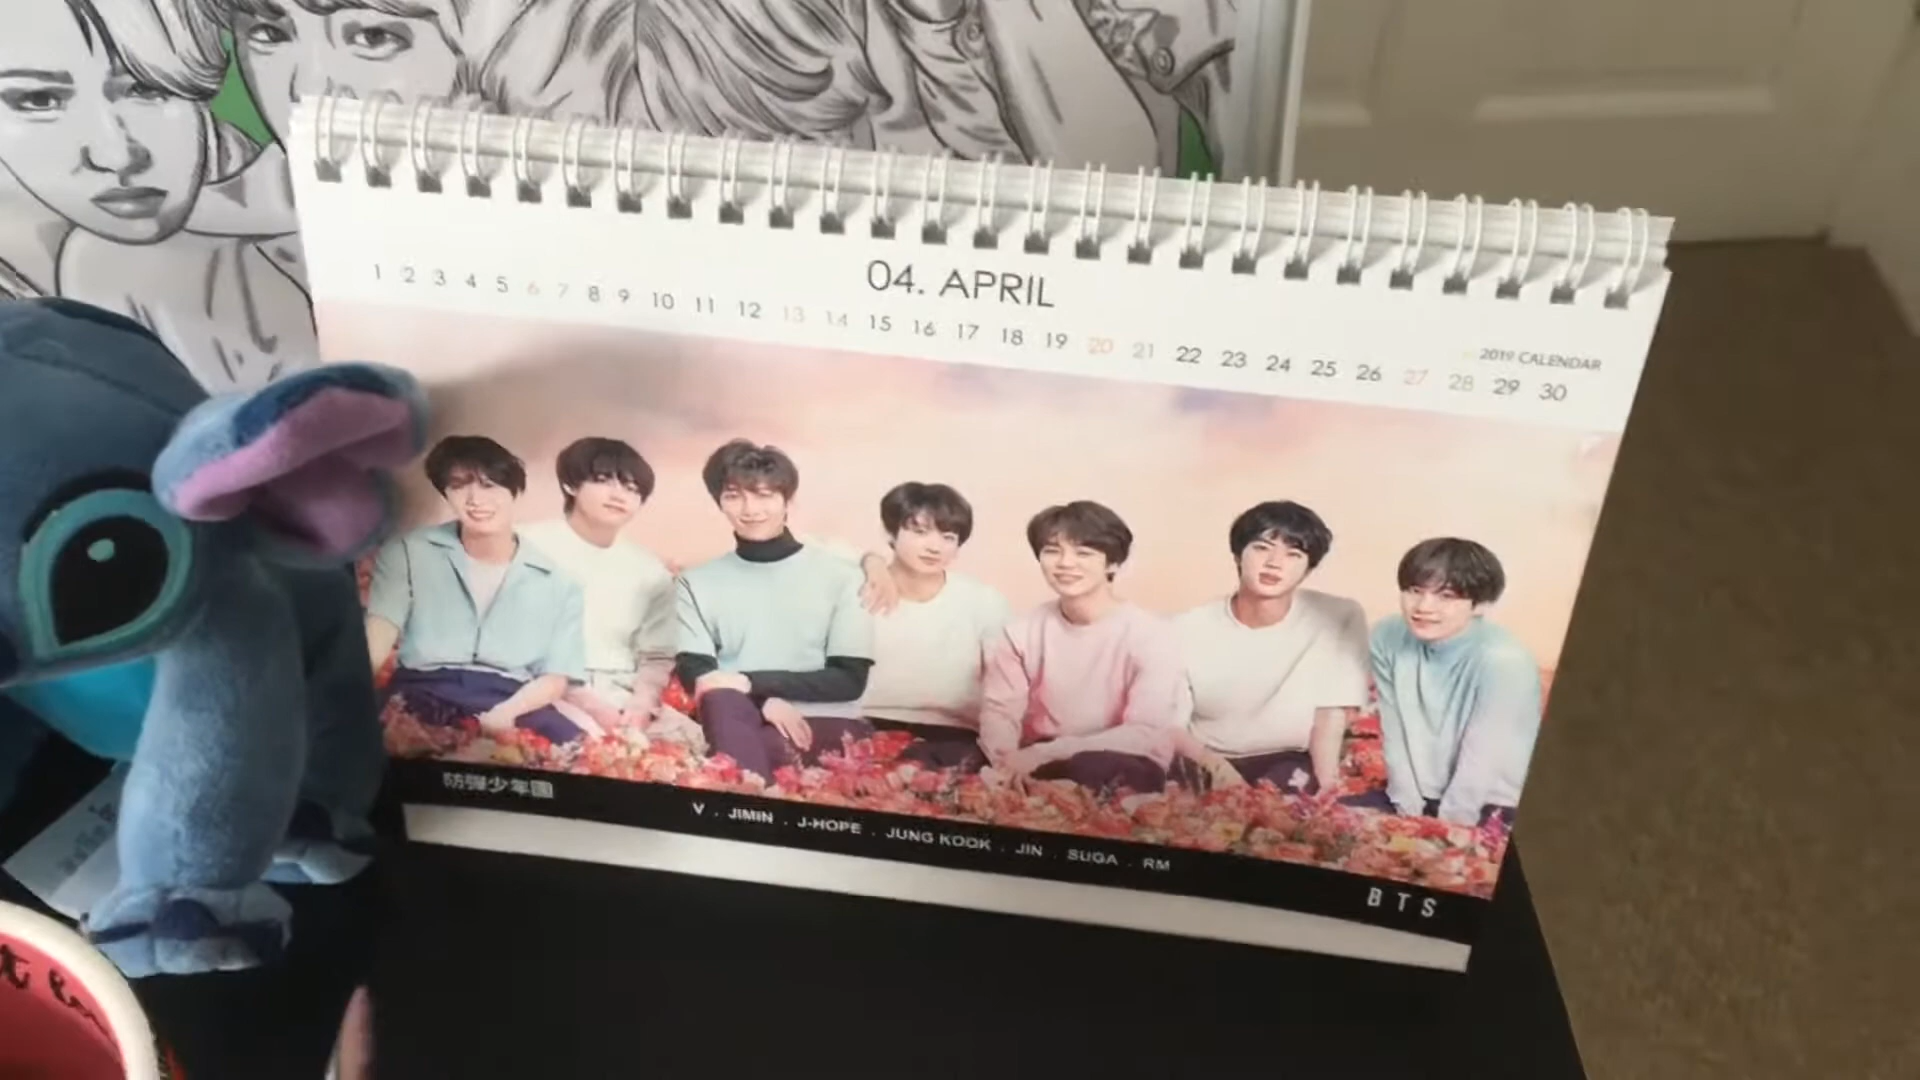 04. APRIL
1 2 3 4 5 6 7 8 9 10 11 12 13 14 15 16 17 18 19 20 21 22 23 24 25 26 27 28 29 30
2019 CALENDAR
防彈少年團
V . JIMIN . J-HOPE . JUNG KOOK . JIN . SUGA . RM
BTS